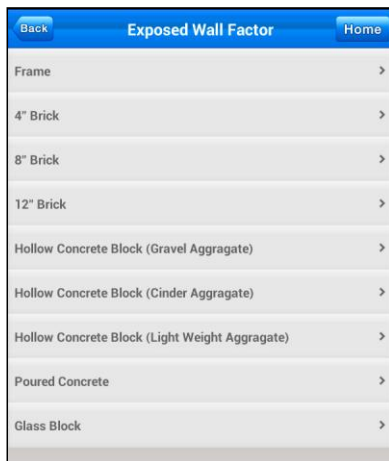 Back
Exposed Wall Factor
Home
Frame
4" Brick
8" Brick
12" Brick
Hollow Concrete Block (Gravel Aggragate)
Hollow Concrete Block (Cinder Aggragate)
Hollow Concrete Block (Light Weight Aggragate)
Poured Concrete
Glass Block